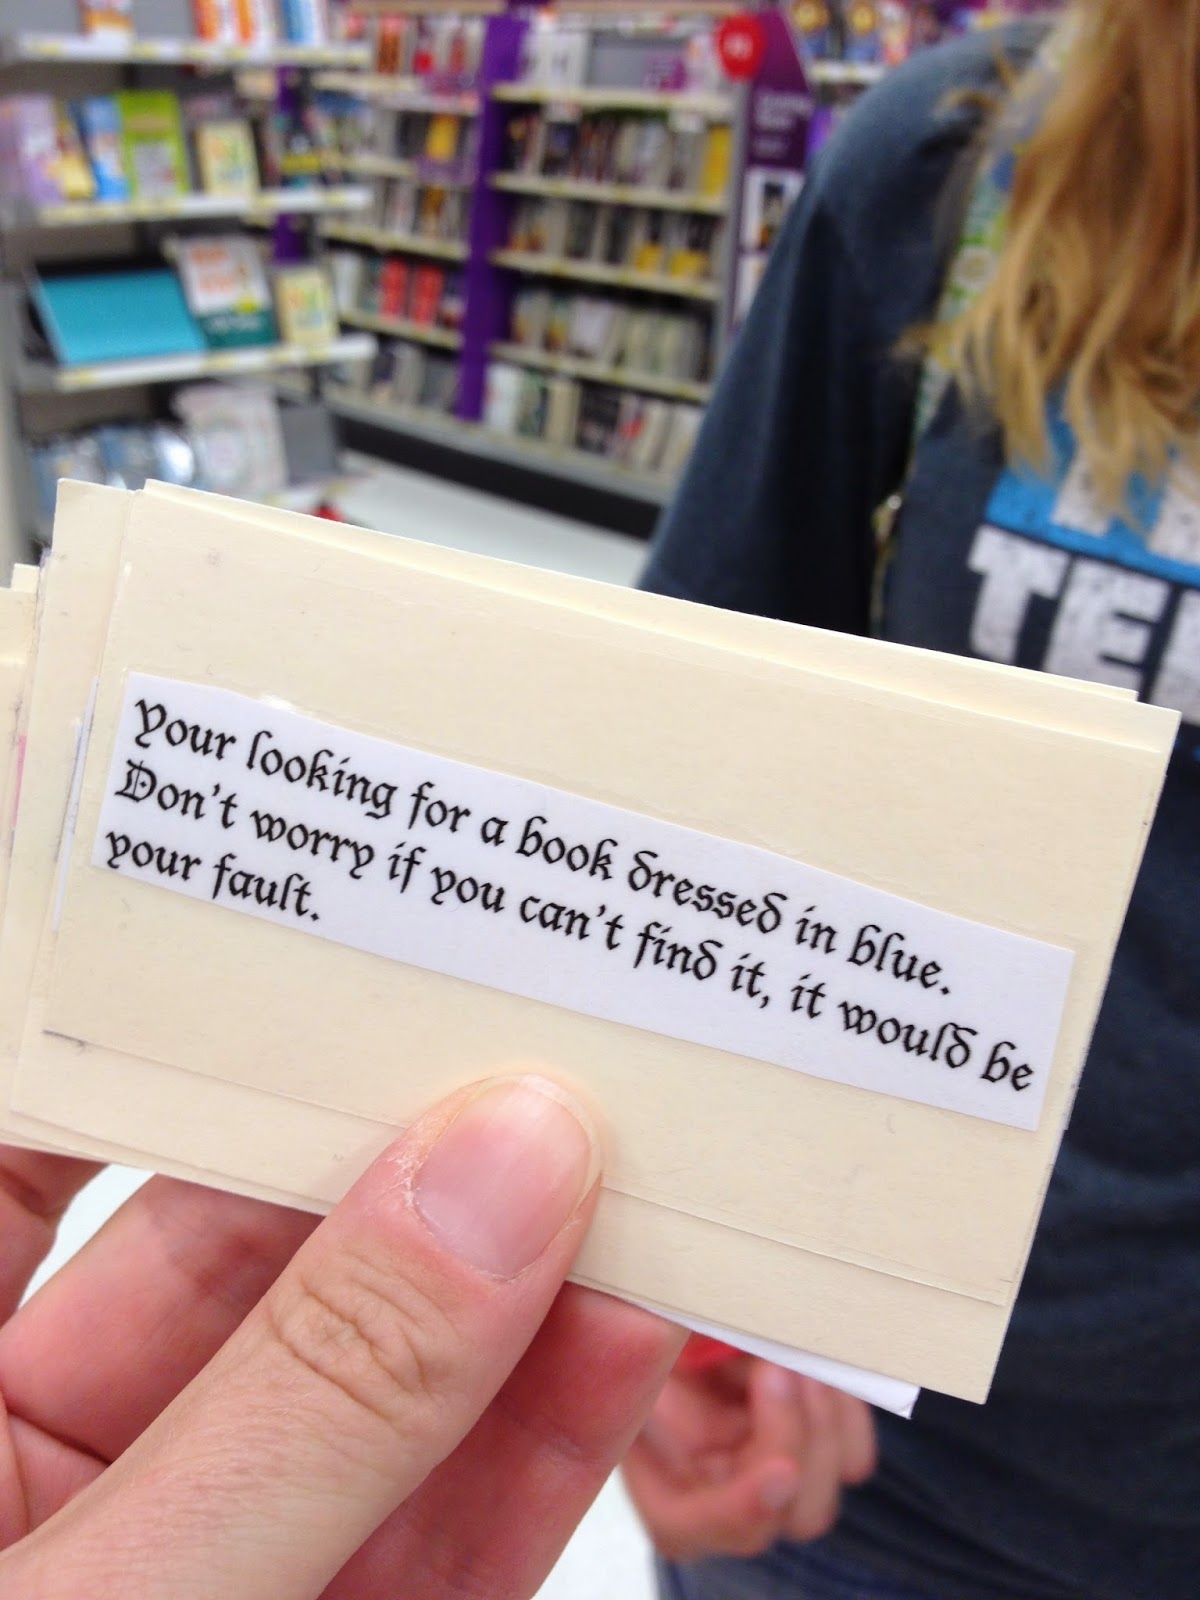 Your looking for a book dressed in blue.
Don't worry if you can't find it, it would be
your fault.
TE